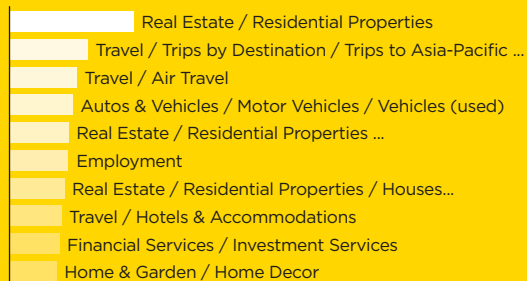 Real Estate / Residential Properties
Travel / Trips by Destination / Trips to Asia-Pacific ...
Travel / Air Travel
Autos & Vehicles / Motor Vehicles / Vehicles (used)
Real Estate / Residential Properties ...
Employment
Real Estate / Residential Properties / Houses...
Travel / Hotels & Accommodations
Financial Services / Investment Services
Home & Garden / Home Decor